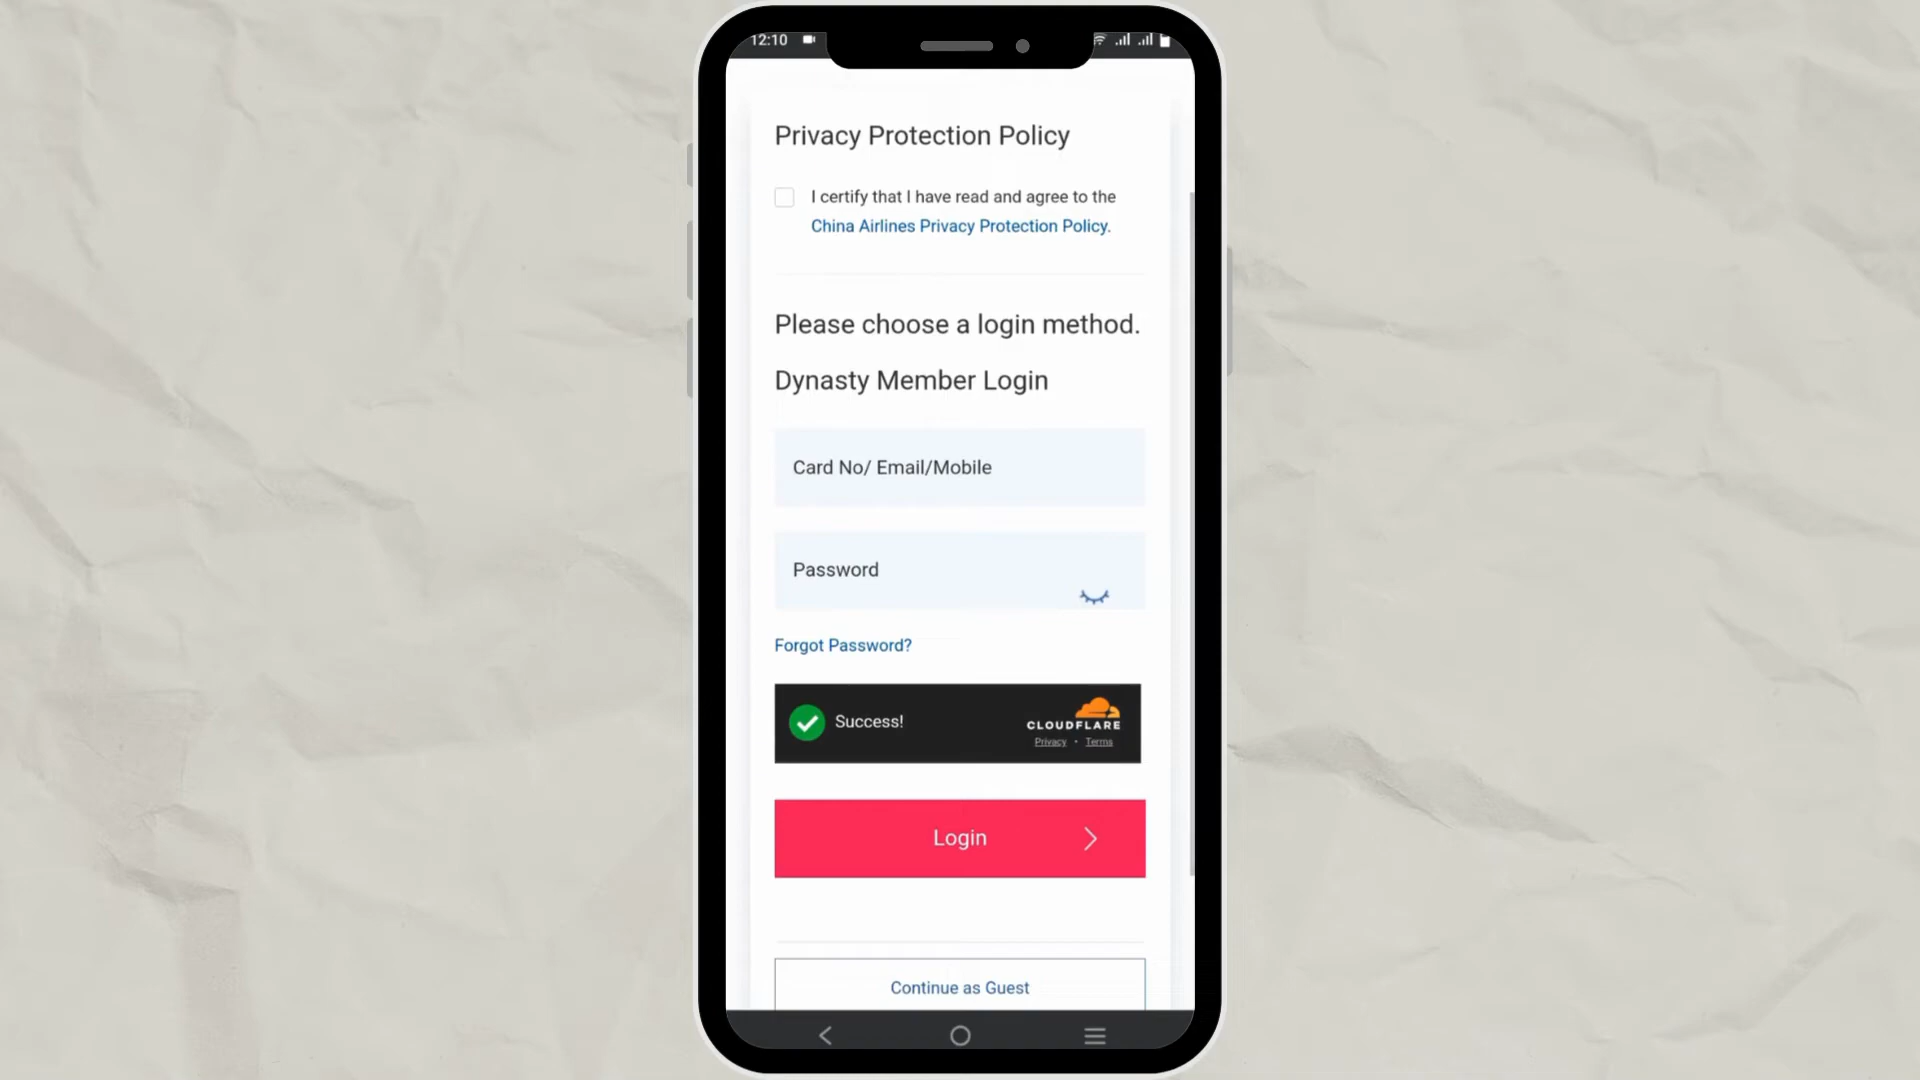 12:10
Privacy Protection Policy
I certify that I have read and agree to the
China Airlines Privacy Protection Policy.
Please choose a login method.
Dynasty Member Login
Card No/ Email/Mobile
Password
Forgot Password?
Success!
CLOUDFLARE
Privacy • Terms
Login
Continue as Guest